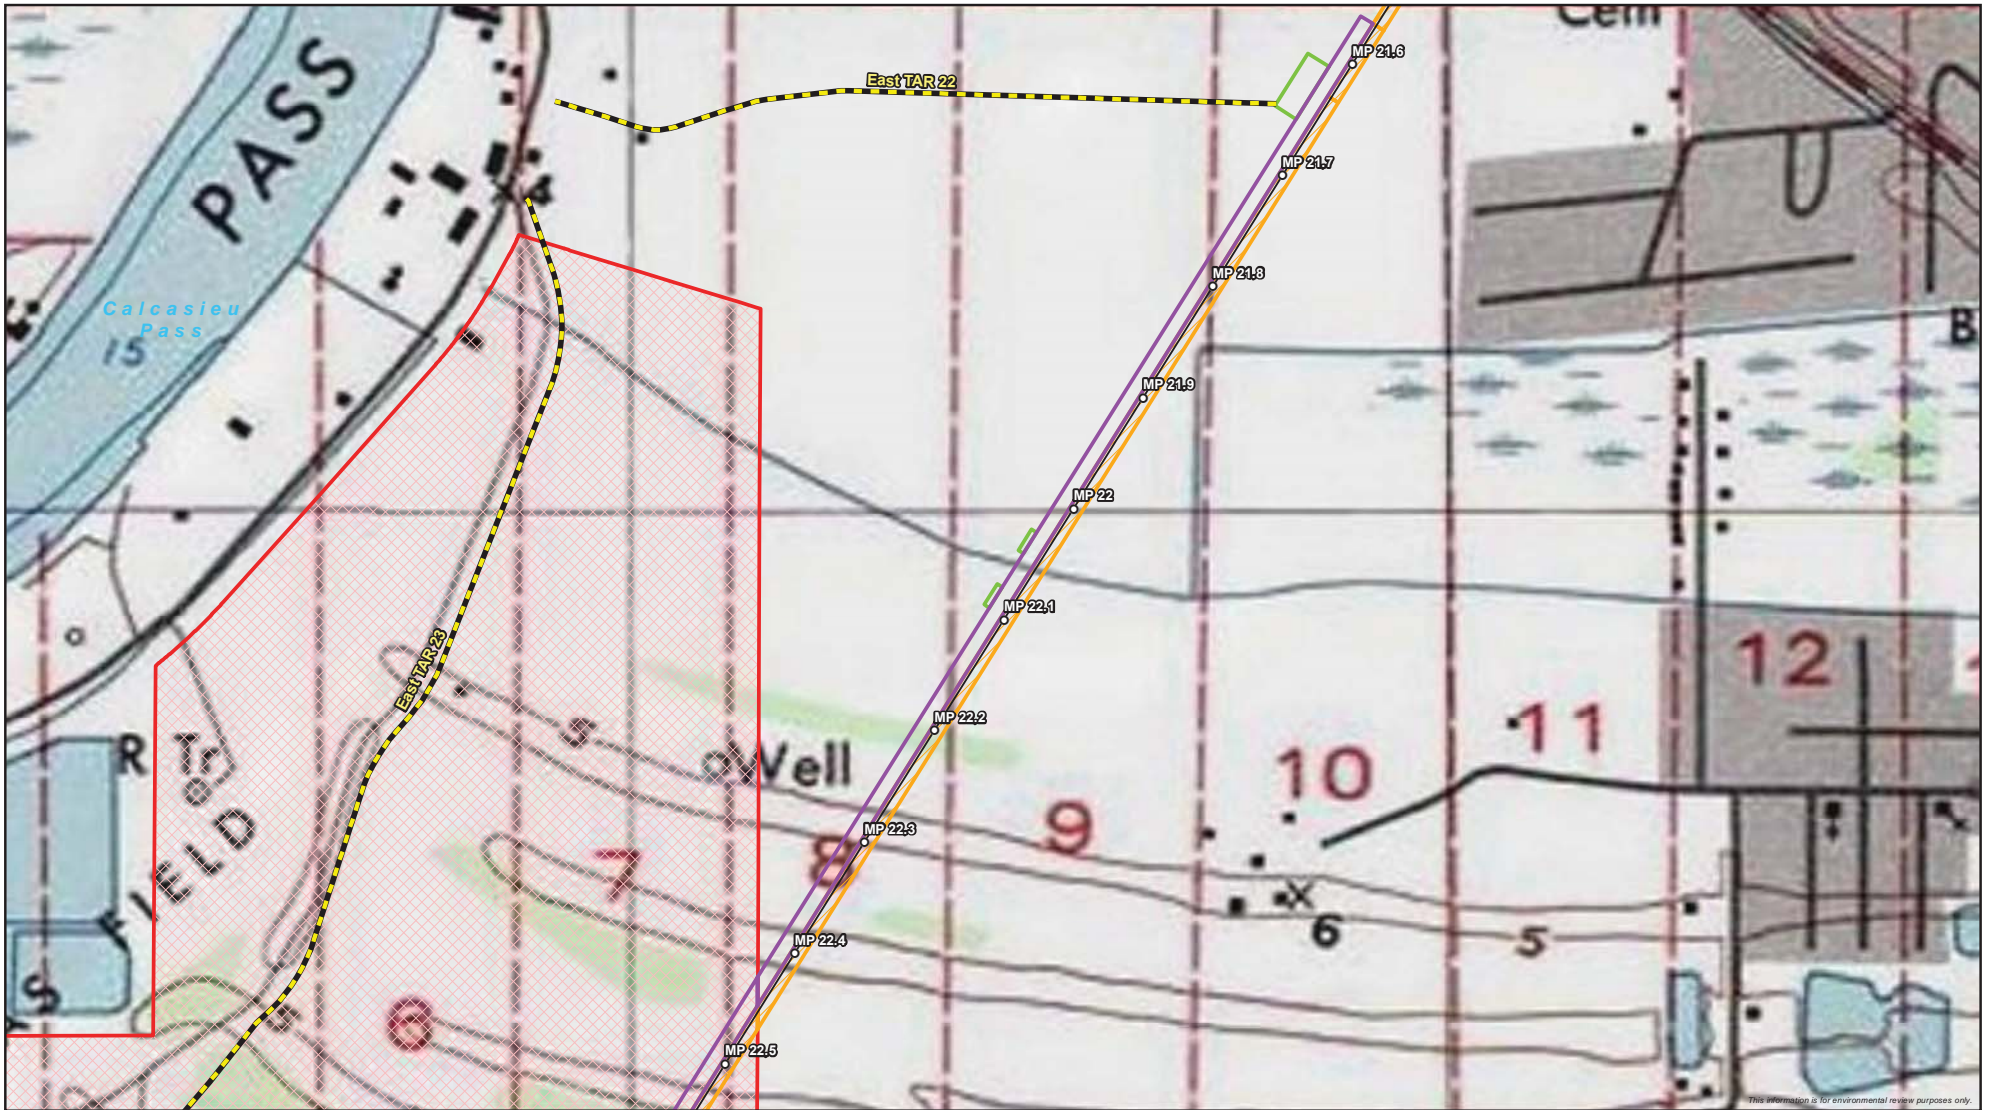 Cem
MP 21.6
East TAR 22
PASS
MP 21.7
MP 21.8
Calcasieu
Pass
15
B
MP 21.9
MP 22
MP 22.1
East TAR 23
12
MP 22.2
11
5
R
Tr
Well
10
MP 22.3
9
8
7
FIELD
6
5
MP 22.4
S
6
MP 22.5
This information is for environmental review purposes only.